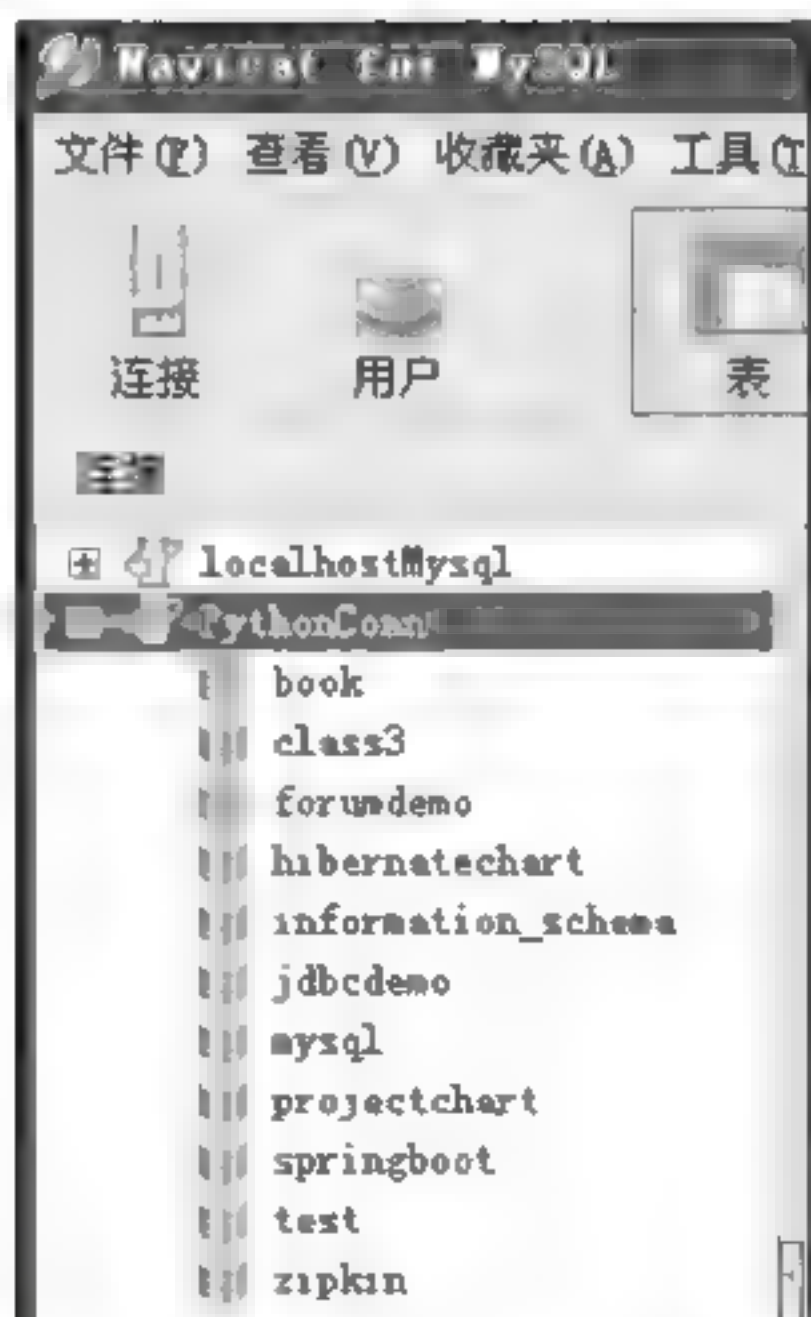 Navicat for MySQL
文件(F) 查看(V) 收藏夹(A) 工具(T
连接 用户 表
localhostMysql
book
class3
forumdemo
hibernatechart
information_schema
jdbcdemo
mysql
projectchart
springboot
test
zipkin